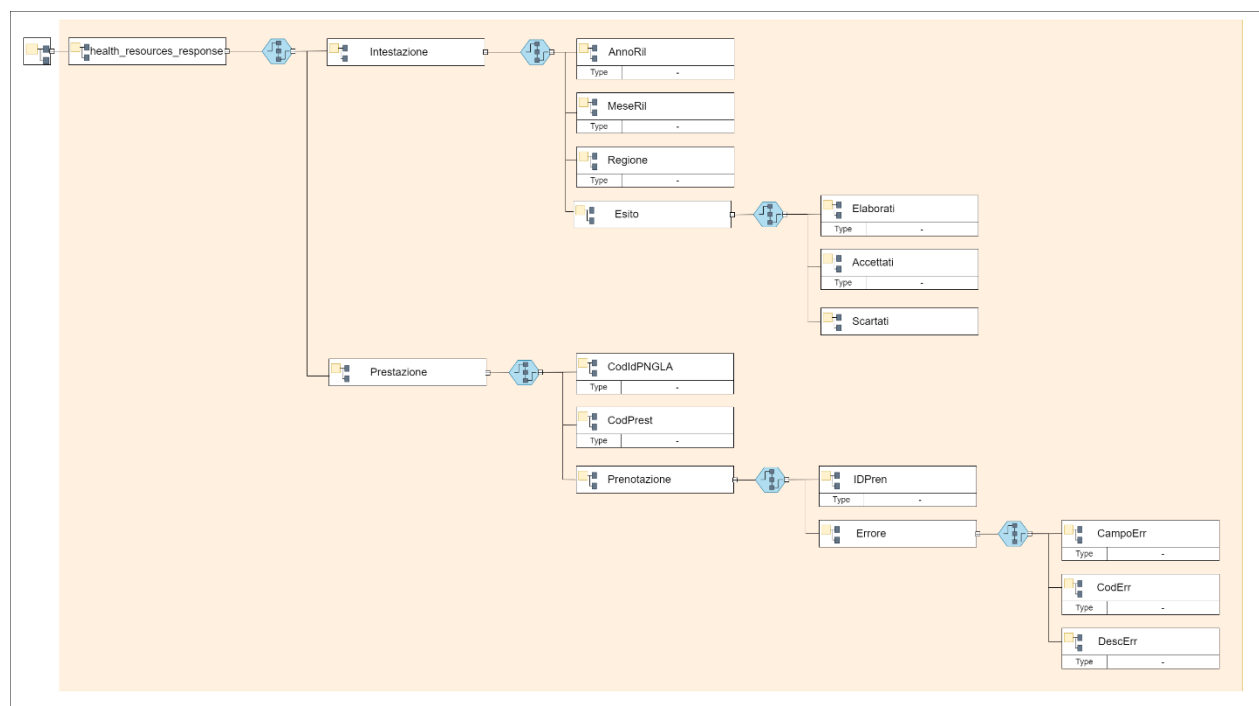 health_resources_response
Intestazione
AnnoRil
Type -
MeseRil
Type -
Regione
Type -
Esito
Elaborati
Type -
Accettati
Type -
Scartati
Prestazione
CodIdPNGLA
Type -
CodPrest
Type -
Prenotazione
IDPren
Type -
Errore
CampoErr
Type -
CodErr
Type -
DescErr
Type -